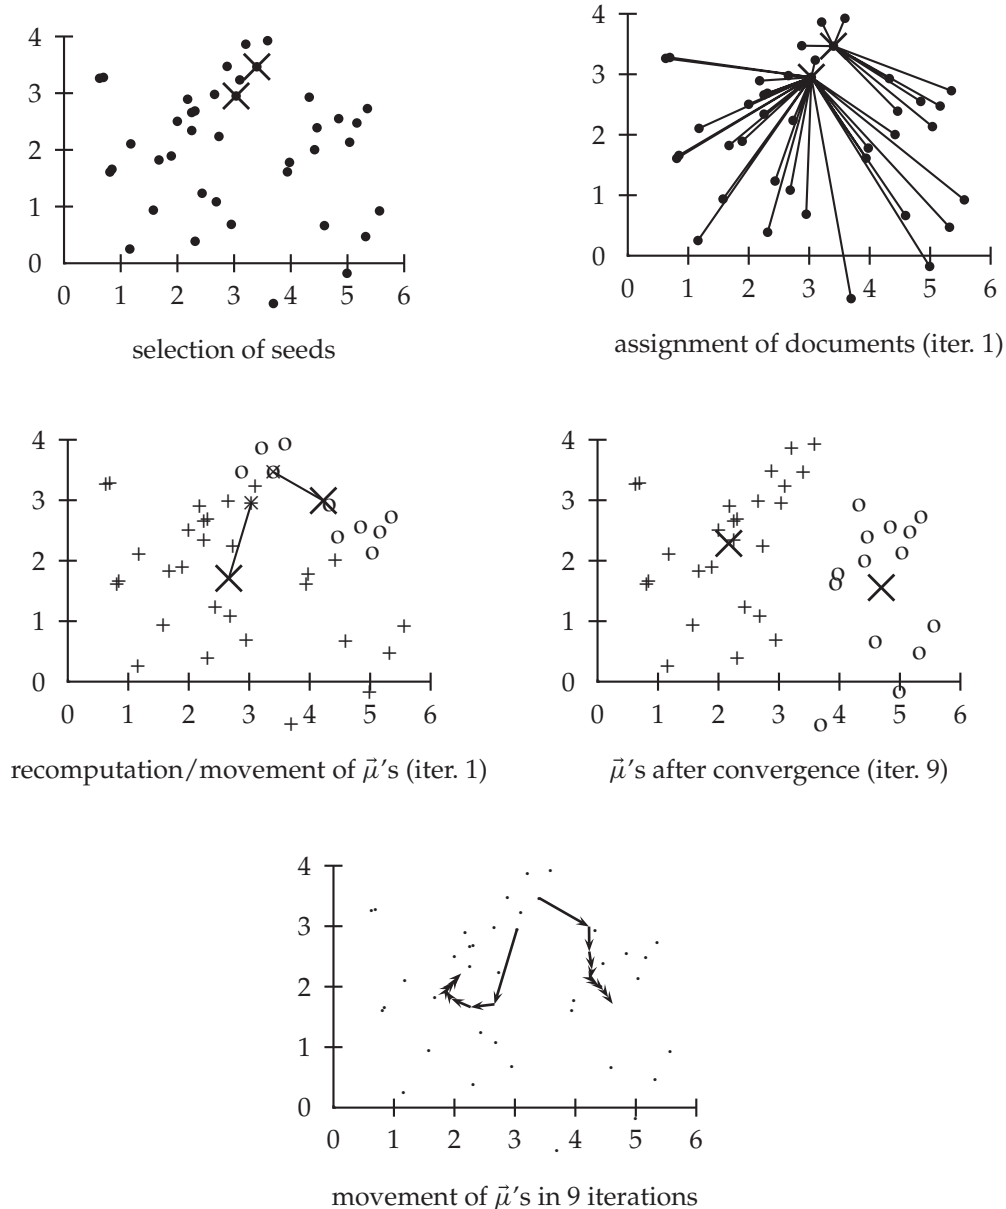 4
3
2
1
0
0 1 2 3 4 5 6
selection of seeds
4
3
2
1
0
0 1 2 3 4 5 6
assignment of documents (iter. 1)
4
3
2
1
0
0 1 2 3 4 5 6
recomputation/movement of μ⃗'s (iter. 1)
4
3
2
1
0
0 1 2 3 4 5 6
μ⃗'s after convergence (iter. 9)
4
3
2
1
0
0 1 2 3 4 5 6
movement of μ⃗'s in 9 iterations